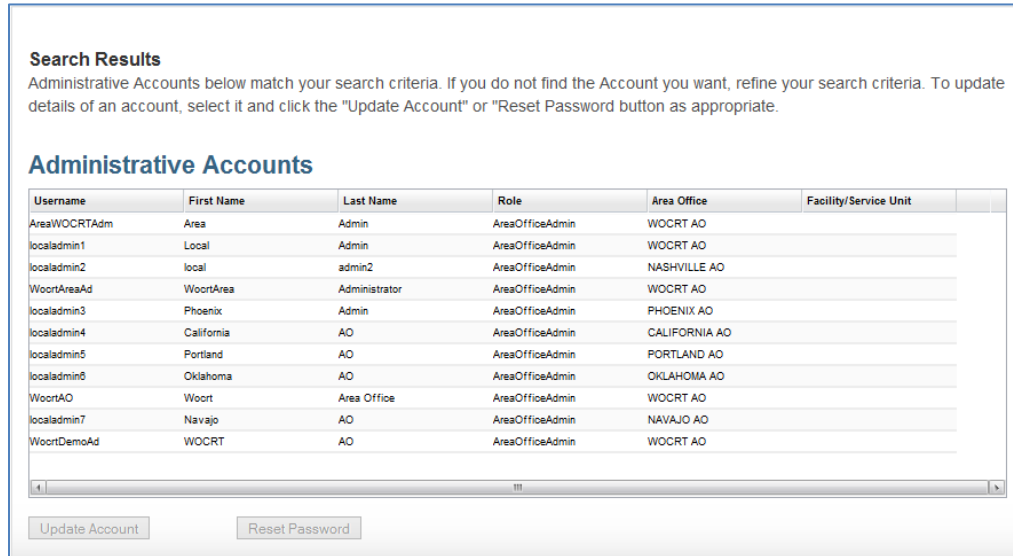 Search Results
Administrative Accounts below match your search criteria. If you do not find the Account you want, refine your search criteria. To update
details of an account, select it and click the "Update Account" or "Reset Password button as appropriate.
Administrative Accounts
Username First Name Last Name Role Area Office Facility/Service Unit
AreaWOCRTAdm Area Admin AreaOfficeAdmin WOCRT AO
localadmin1 Local Admin AreaOfficeAdmin WOCRT AO
localadmin2 local admin2 AreaOfficeAdmin NASHVILLE AO
WocrtAreaAd WocrtArea Administrator AreaOfficeAdmin WOCRT AO
localadmin3 Phoenix Admin AreaOfficeAdmin PHOENIX AO
localadmin4 California AO AreaOfficeAdmin CALIFORNIA AO
localadmin5 Portland AO AreaOfficeAdmin PORTLAND AO
localadmin6 Oklahoma AO AreaOfficeAdmin OKLAHOMA AO
WocrtAO Wocrt Area Office AreaOfficeAdmin WOCRT AO
localadmin7 Navajo AO AreaOfficeAdmin NAVAJO AO
WocrtDemoAd WOCRT AO AreaOfficeAdmin WOCRT AO
Update Account Reset Password